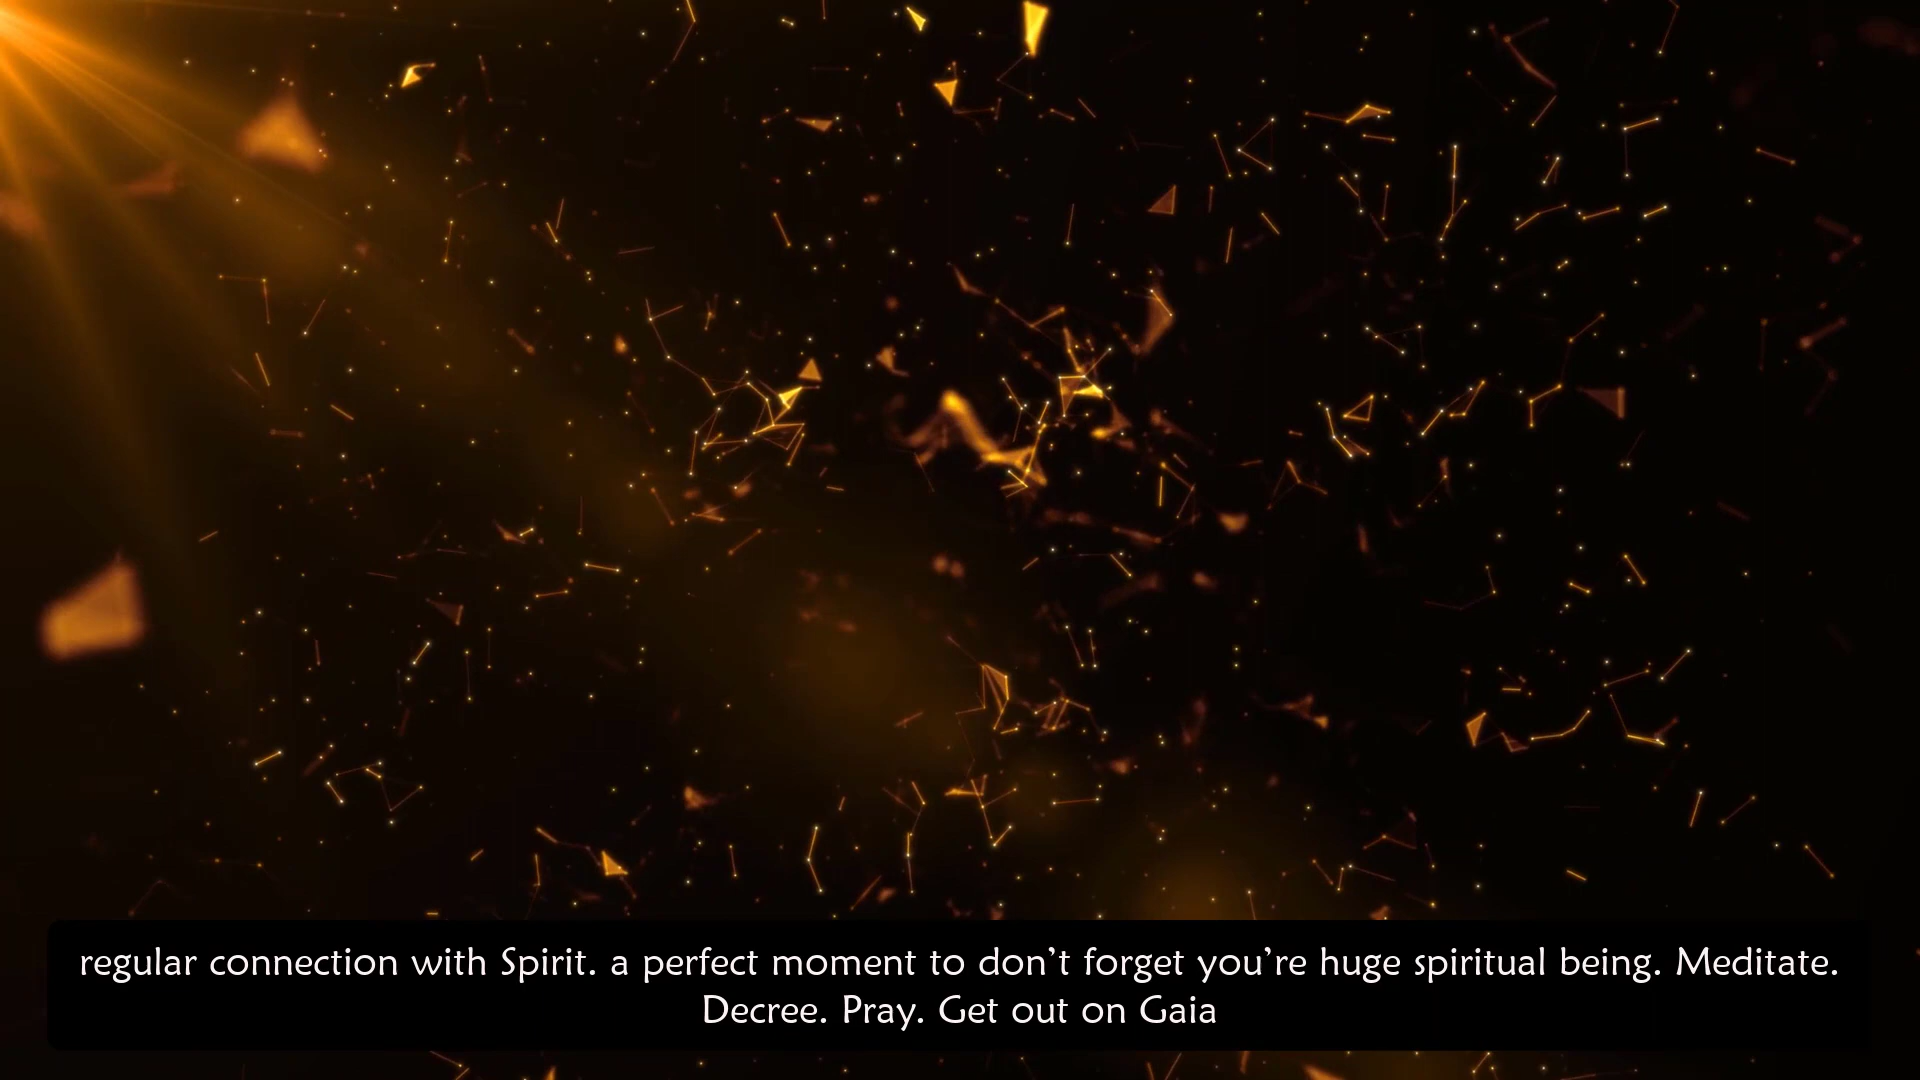 regular connection with Spirit. a perfect moment to don’t forget you’re huge spiritual being. Meditate.
Decree. Pray. Get out on Gaia